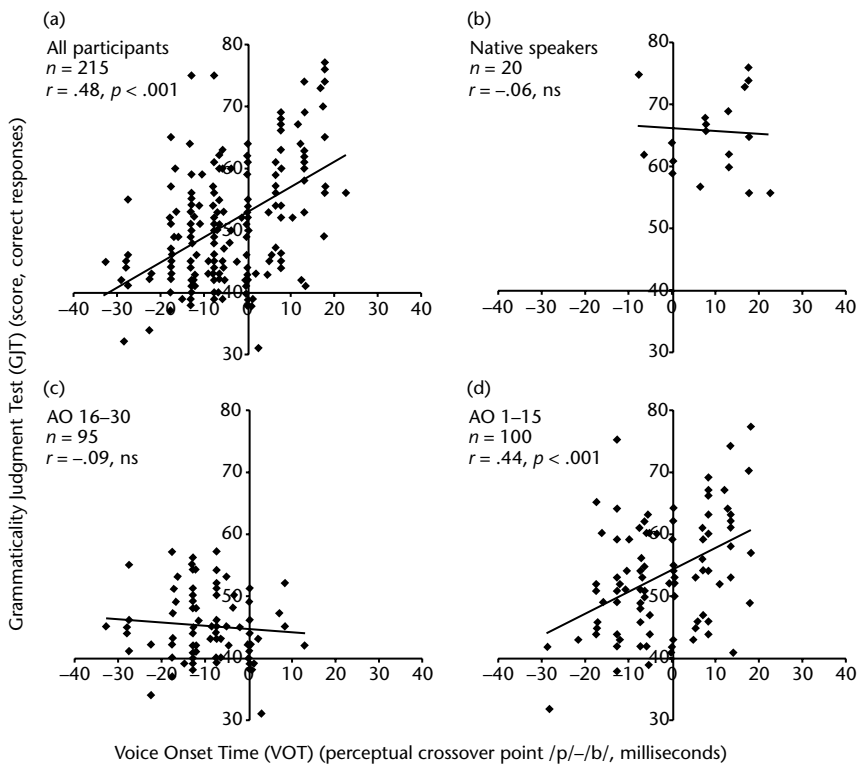 (a)
All participants
n = 215
r = .48, p < .001
80
70
60
50
40
30
–40 –30 –20 –10 0 10 20 30 40
(b)
Native speakers
n = 20
r = –.06, ns
80
70
60
50
40
30
–40 –30 –20 –10 0 10 20 30 40
(c)
AO 16–30
n = 95
r = –.09, ns
80
70
60
50
40
30
–40 –30 –20 –10 0 10 20 30 40
(d)
AO 1–15
n = 100
r = .44, p < .001
80
70
60
50
40
30
–40 –30 –20 –10 0 10 20 30 40
Grammaticality Judgment Test (GJT) (score, correct responses)
Voice Onset Time (VOT) (perceptual crossover point /p/–/b/, milliseconds)